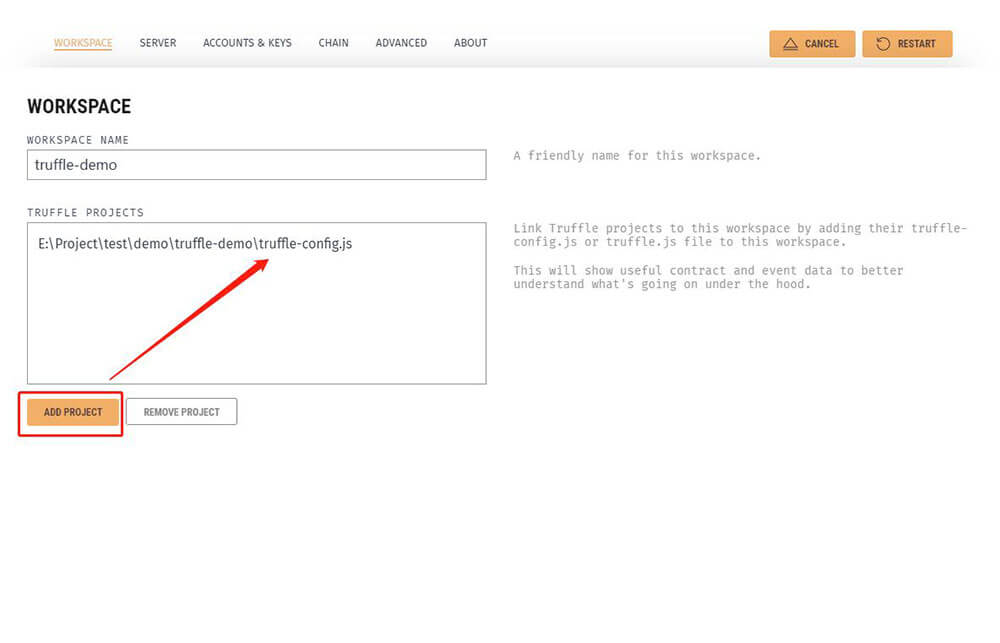 WORKSPACE SERVER ACCOUNTS & KEYS CHAIN ADVANCED ABOUT CANCEL RESTART
WORKSPACE
WORKSPACE NAME
truffle-demo
A friendly name for this workspace.
TRUFFLE PROJECTS
E:\Project\test\demo\truffle-demo\truffle-config.js
Link Truffle projects to this workspace by adding their truffle-
config.js or truffle.js file to this workspace.
This will show useful contract and event data to better
understand what's going on under the hood.
ADD PROJECT REMOVE PROJECT